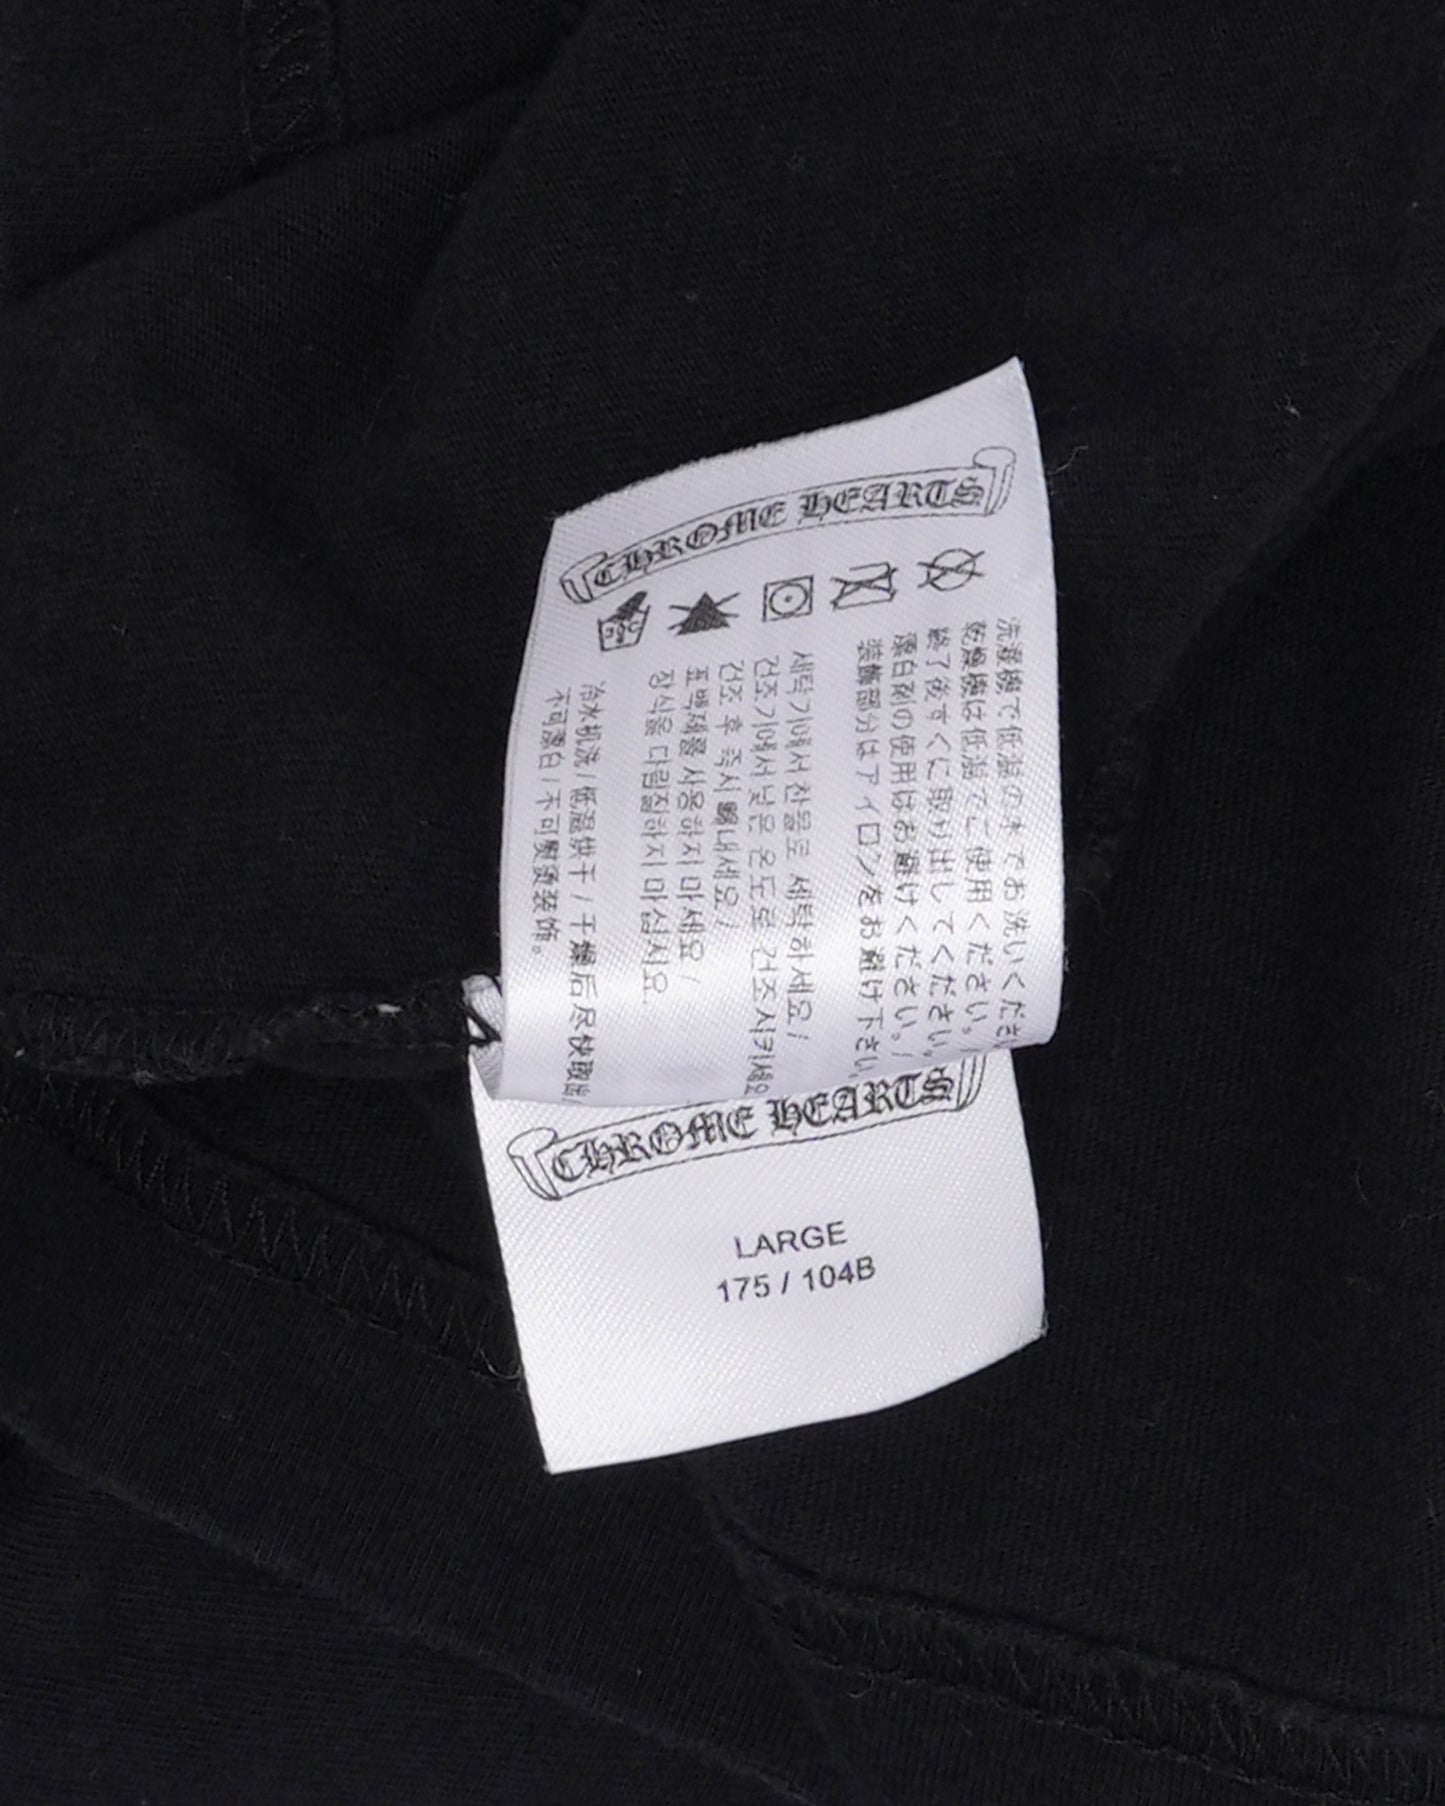 CHROME HEARTS
洗濯機で低温の水でお洗いください
乾燥機は低温でご使用ください。
終了後すぐに取り出してください。/
漂白剤の使用はお避けください。/
装飾部分はアイロンをお避け下さい。
세탁기에서 찬물로 세탁하세요/
건조기에서 낮은 온도로 건조시키세요
건조 후 즉시 꺼내세요/
표백제를 사용하지 마세요/
장식을 다림질하지 마십시요.
冷水机洗/低温烘干/干燥后尽快取出/
不可漂白/不可熨烫装饰。
CHROME HEARTS
LARGE
175 / 104B